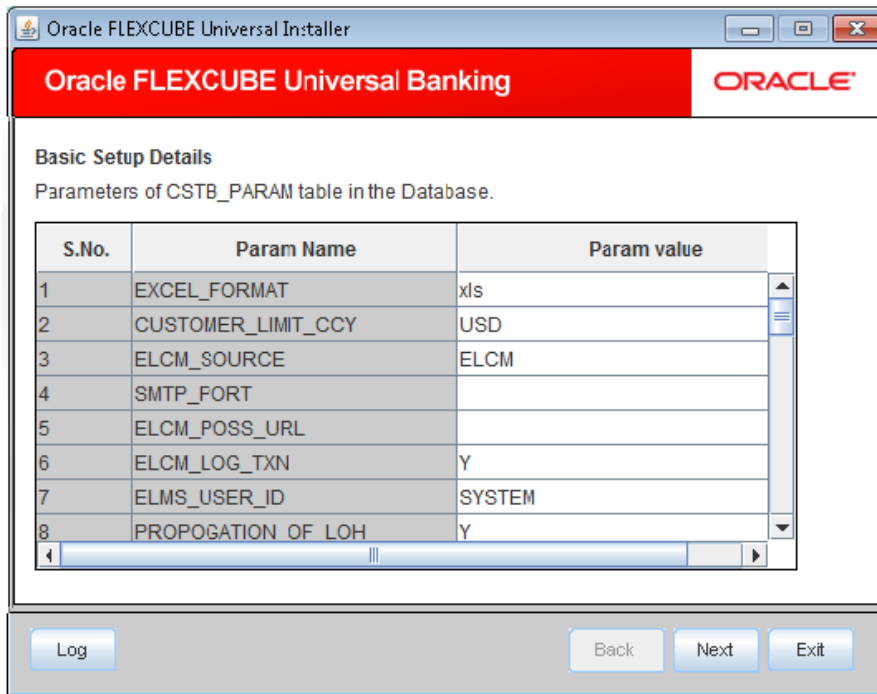 Oracle FLEXCUBE Universal Installer
Oracle FLEXCUBE Universal Banking
ORACLE
Basic Setup Details
Parameters of CSTB_PARAM table in the Database.
S.No. Param Name Param value
1 EXCEL_FORMAT xls
2 CUSTOMER_LIMIT_CCY USD
3 ELCM_SOURCE ELCM
4 SMTP_FORT
5 ELCM_POSS_URL
6 ELCM_LOG_TXN Y
7 ELMS_USER_ID SYSTEM
8 PROPOGATION_OF_LOH Y
Log Back Next Exit